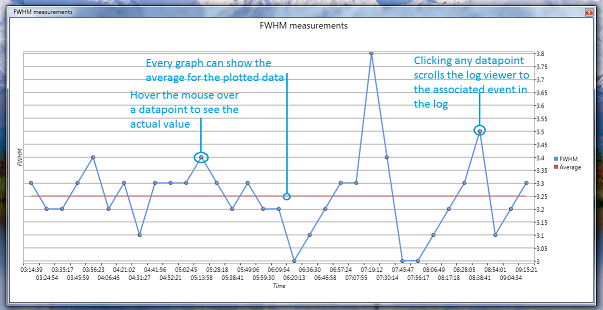 FWHM measurements
FWHM measurements
Every graph can show the
average for the plotted data
Hover the mouse over
a datapoint to see the
actual value
Clicking any datapoint
scrolls the log viewer to
the associated event in
the log
FWHM
3.8
3.75
3.7
3.65
3.6
3.55
3.5
3.45
3.4
3.35
3.3
3.25
3.2
3.15
3.1
3.05
3
FWHM
Average
03:14:39 03:35:17 03:56:23 04:21:02 04:41:56 05:02:45 05:28:18 05:49:06 06:09:54 06:36:30 06:57:24 07:19:12 07:45:47 08:06:49 08:28:05 08:54:01 09:15:21
03:24:54 03:45:59 04:06:46 04:31:27 04:52:21 05:13:58 05:38:41 05:59:30 06:20:13 06:46:58 07:07:55 07:30:14 07:56:17 08:17:18 08:38:41 09:04:34
Time